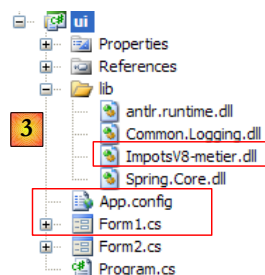 ui
Properties
References
lib
antlr.runtime.dll
Common.Logging.dll
3
ImpotsV8-metier.dll
Spring.Core.dll
App.config
Form1.cs
Form2.cs
Program.cs